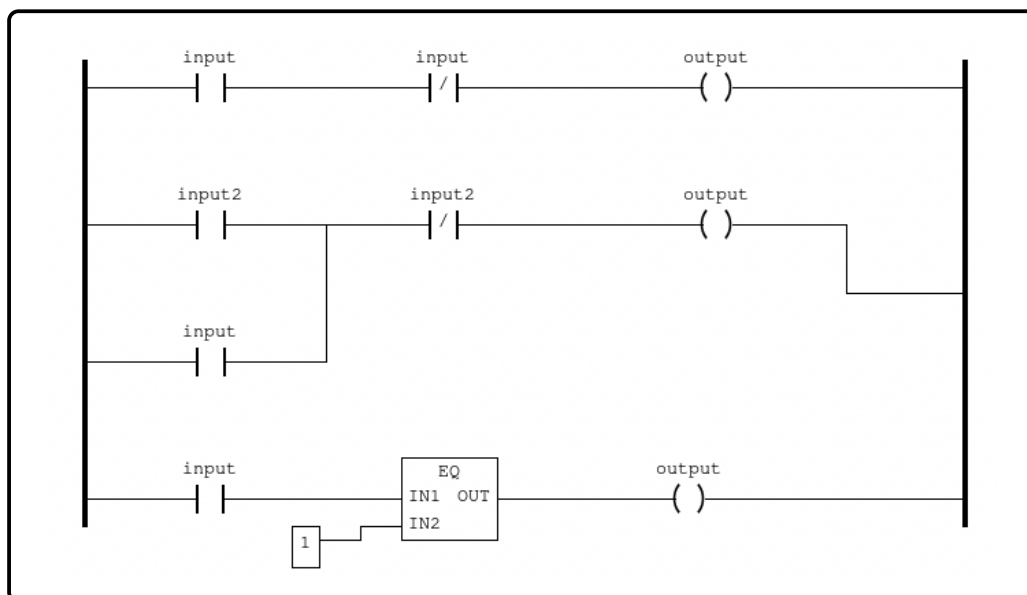 input input output
/
input2 input2 output
/
input
input EQ output
IN1 OUT
IN2
1